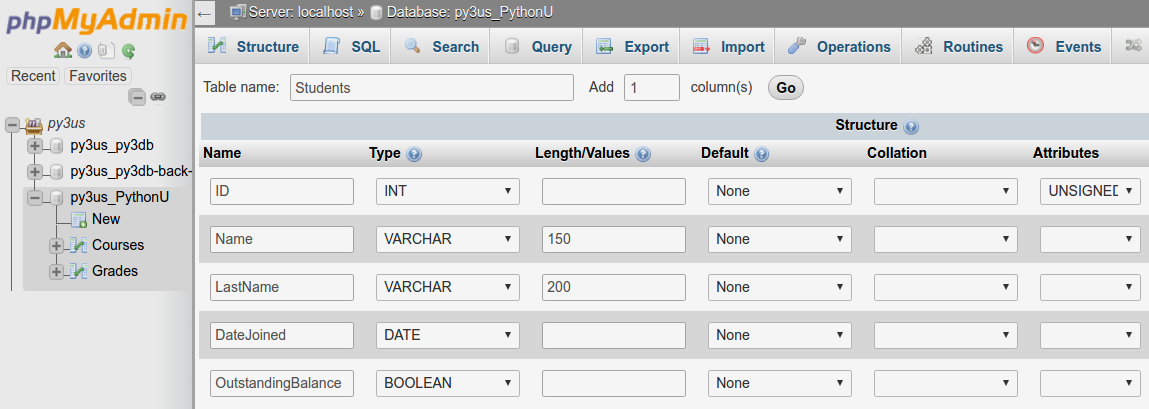 phpMyAdmin
Recent Favorites
py3us
py3us_py3db
py3us_py3db-back-
py3us_PythonU
New
Courses
Grades
← Server: localhost » Database: py3us_PythonU
Structure SQL Search Query Export Import Operations Routines Events
Table name: Students Add 1 column(s) Go
Structure
Name Type Length/Values Default Collation Attributes
ID INT None UNSIGNED
Name VARCHAR 150 None
LastName VARCHAR 200 None
DateJoined DATE None
OutstandingBalance BOOLEAN None